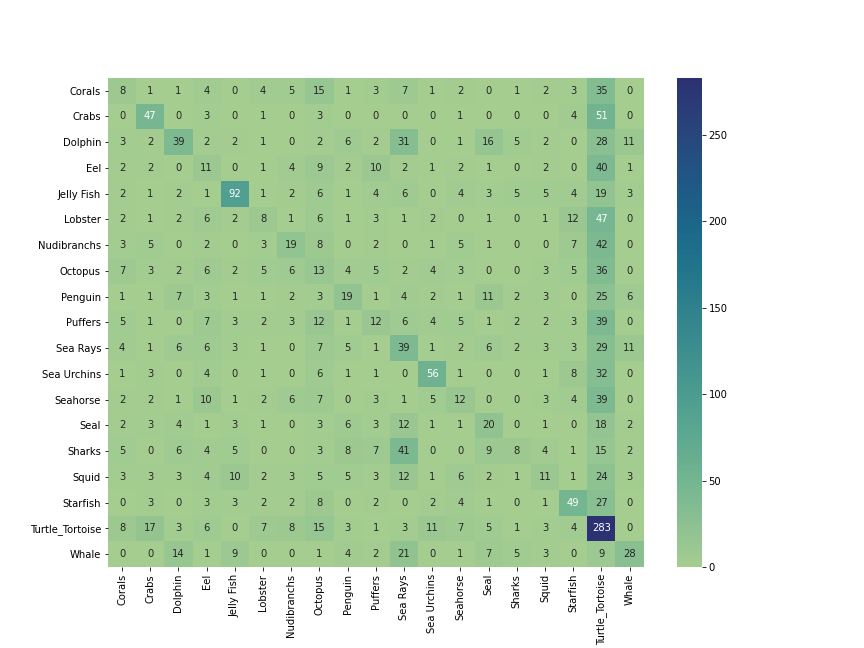 Corals 8 1 1 4 0 4 5 15 1 3 7 1 2 0 1 2 3 35 0
Crabs 0 47 0 3 0 1 0 3 0 0 0 0 1 0 0 0 4 51 0
250
Dolphin 3 2 39 2 2 1 0 2 6 2 31 0 1 16 5 2 0 28 11
Eel 2 2 0 11 0 1 4 9 2 10 2 1 2 1 0 2 0 40 1
Jelly Fish 2 1 2 1 92 1 2 6 1 4 6 0 4 3 5 5 4 19 3
200
Lobster 2 1 2 6 2 8 1 6 1 3 1 2 0 1 0 1 12 47 0
Nudibranchs 3 5 0 2 0 3 19 8 0 2 0 1 5 1 0 0 7 42 0
Octopus 7 3 2 6 2 5 6 13 4 5 2 4 3 0 0 3 5 36 0
Penguin 1 1 7 3 1 1 2 3 19 1 4 2 1 11 2 3 0 25 6
150
Puffers 5 1 0 7 3 2 3 12 1 12 6 4 5 1 2 2 3 39 0
Sea Rays 4 1 6 6 3 1 0 7 5 1 39 1 2 6 2 3 3 29 11
Sea Urchins 1 3 0 4 0 1 0 6 1 1 0 56 1 0 0 1 8 32 0
100
Seahorse 2 2 1 10 1 2 6 7 0 3 1 5 12 0 0 3 4 39 0
Seal 2 3 4 1 3 1 0 3 6 3 12 1 1 20 0 1 0 18 2
Sharks 5 0 6 4 5 0 0 3 8 7 41 0 0 9 8 4 1 15 2
Squid 3 3 3 4 10 2 3 5 5 3 12 1 6 2 1 11 1 24 3
50
Starfish 0 3 0 3 3 2 2 8 0 2 0 2 4 1 0 1 49 27 0
Turtle_Tortoise 8 17 3 6 0 7 8 15 3 1 3 11 7 5 1 3 4 283 0
Whale 0 0 14 1 9 0 0 1 4 2 21 0 1 7 5 3 0 9 28
0
Corals Crabs Dolphin Eel Jelly Fish Lobster Nudibranchs Octopus Penguin Puffers Sea Rays Sea Urchins Seahorse Seal Sharks Squid Starfish Turtle_Tortoise Whale